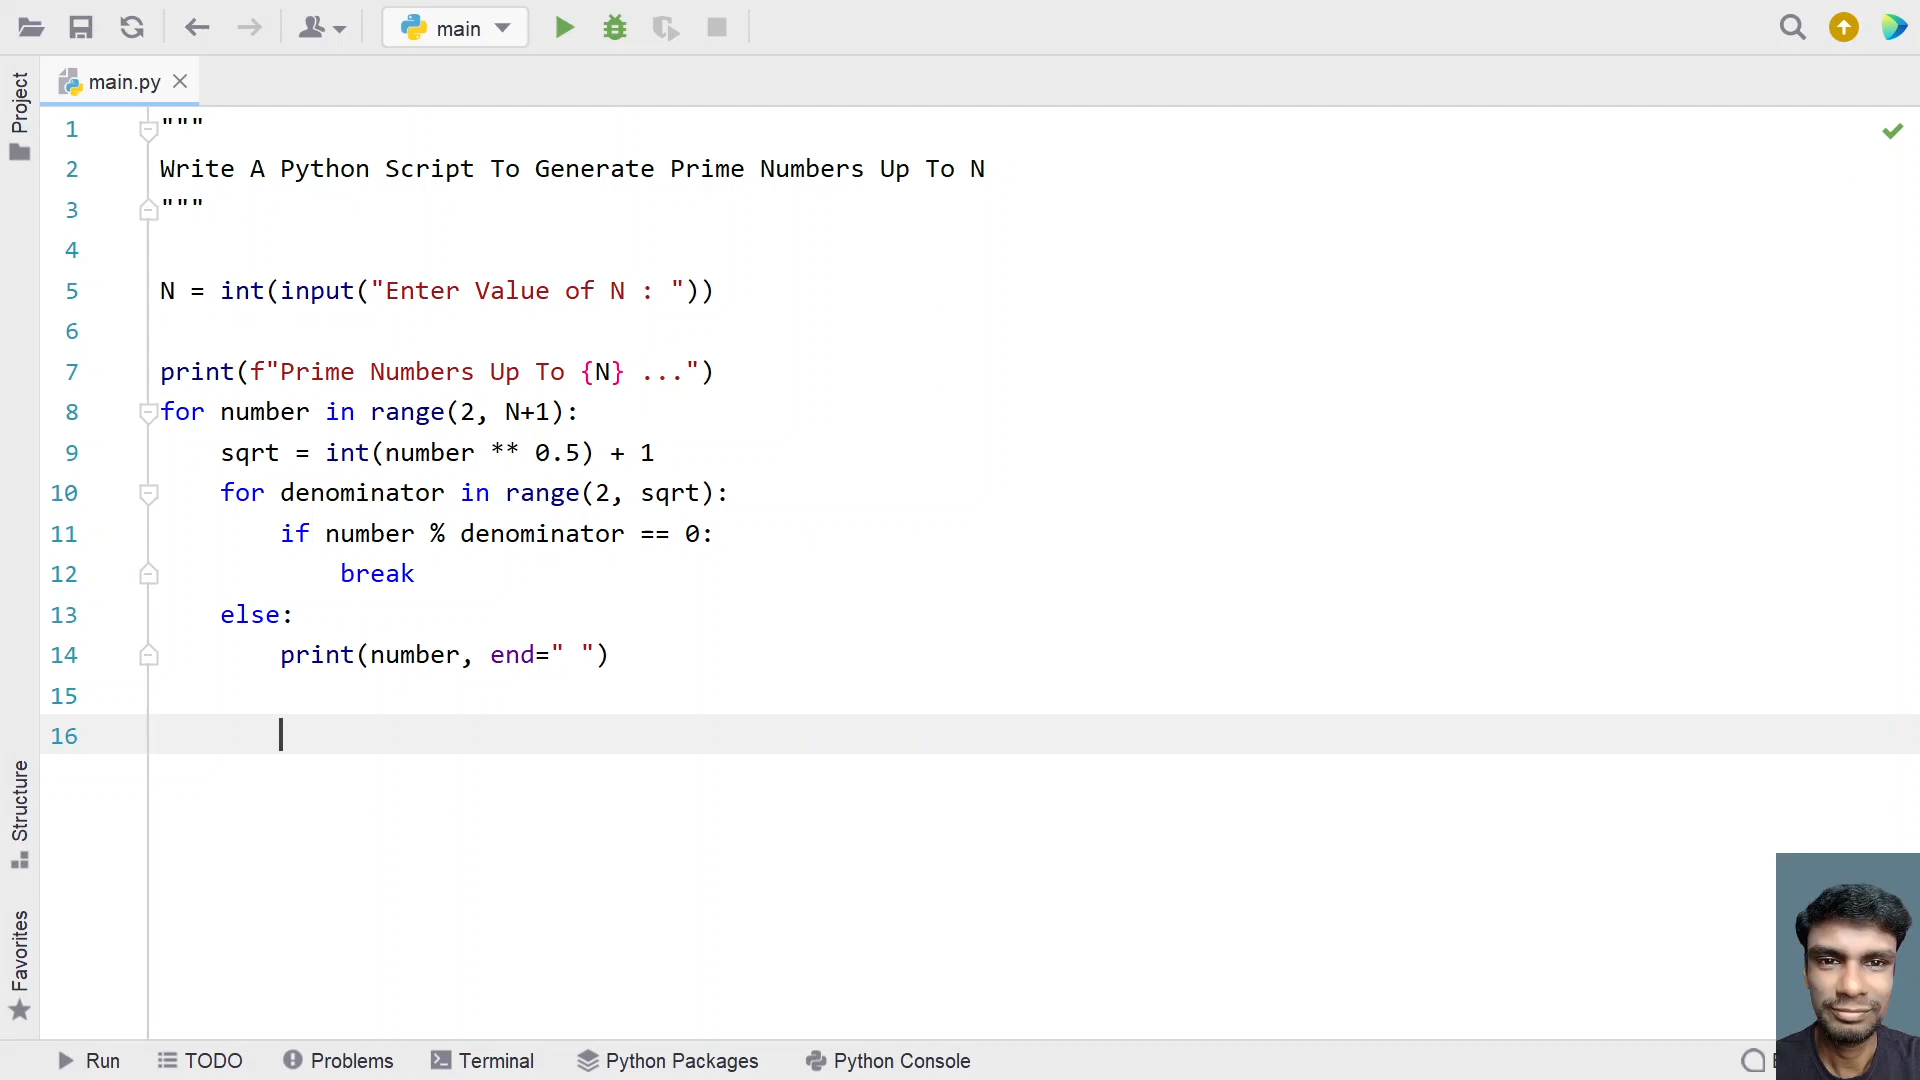 main
main.py
Project
1 """
2 Write A Python Script To Generate Prime Numbers Up To N
3 """
4
5 N = int(input("Enter Value of N : "))
6
7 print(f"Prime Numbers Up To {N} ...")
8 for number in range(2, N+1):
9     sqrt = int(number ** 0.5) + 1
10     for denominator in range(2, sqrt):
11         if number % denominator == 0:
12             break
13     else:
14         print(number, end=" ")
15
16
Structure
Favorites
Run TODO Problems Terminal Python Packages Python Console